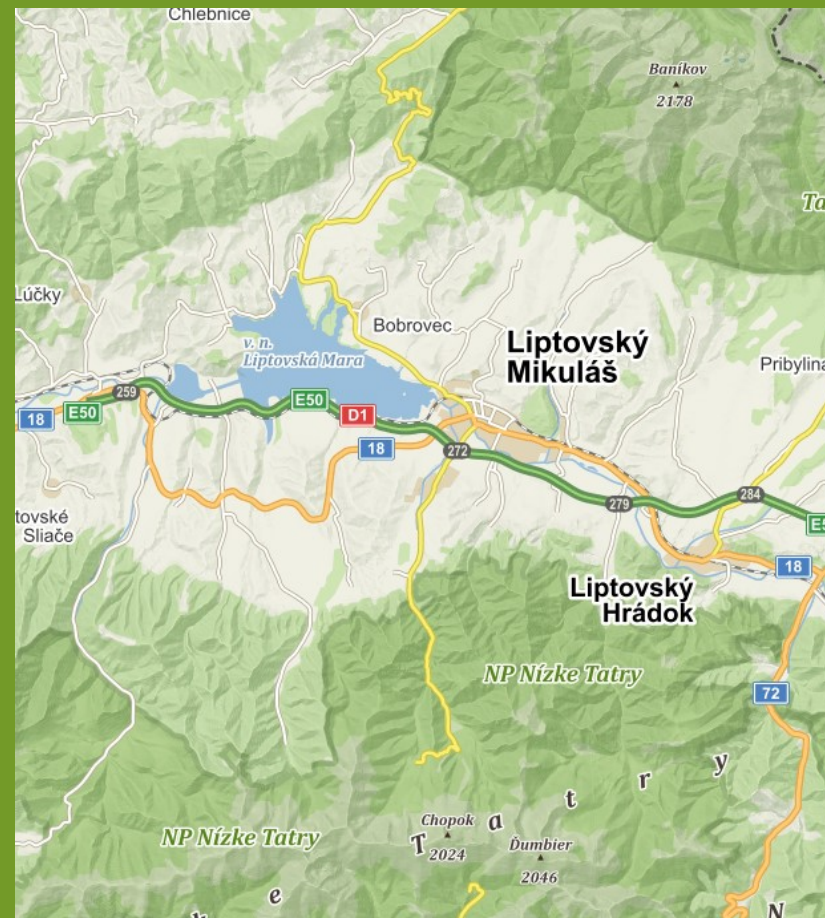 Chlebnice
Baníkov
2178
Ta
Lúčky
v. n.
Liptovská Mara
Bobrovec
Liptovský
Mikuláš
Pribylina
259
E50
D1
18
E50
18
272
284
279
E5
tovské
Sliače
18
Liptovský
Hrádok
NP Nízke Tatry
72
T a t r y
Chopok
2024
NP Nízke Tatry
Ďumbier
2046
k e
N